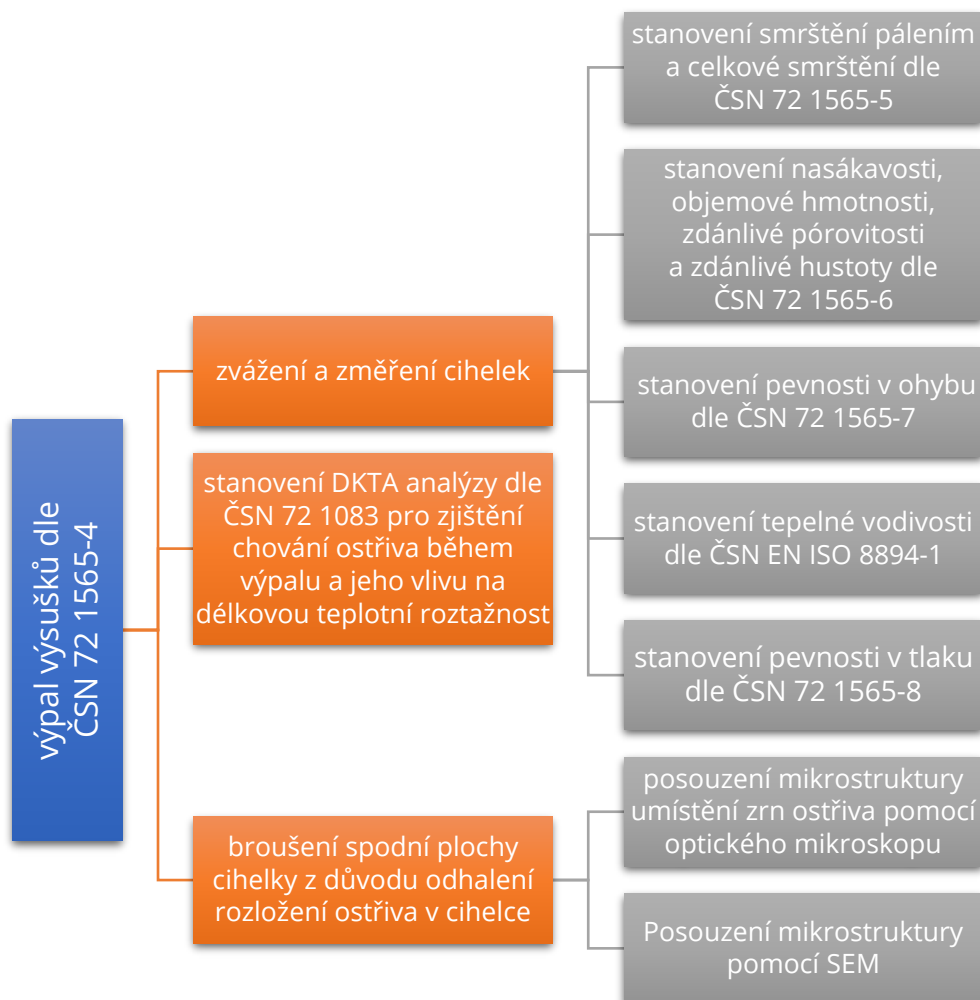 výpal výsušků dle
ČSN 72 1565-4
zvážení a změření cihelek
stanovení DKTA analýzy dle
ČSN 72 1083 pro zjištění
chování ostřiva během
výpalu a jeho vlivu na
délkovou teplotní roztažnost
broušení spodní plochy
cihelky z důvodu odhalení
rozložení ostřiva v cihelce
stanovení smrštění pálením
a celkové smrštění dle
ČSN 72 1565-5
stanovení nasákavosti,
objemové hmotnosti,
zdánlivé pórovitosti
a zdánlivé hustoty dle
ČSN 72 1565-6
stanovení pevnosti v ohybu
dle ČSN 72 1565-7
stanovení tepelné vodivosti
dle ČSN EN ISO 8894-1
stanovení pevnosti v tlaku
dle ČSN 72 1565-8
posouzení mikrostruktury
umístění zrn ostřiva pomocí
optického mikroskopu
Posouzení mikrostruktury
pomocí SEM